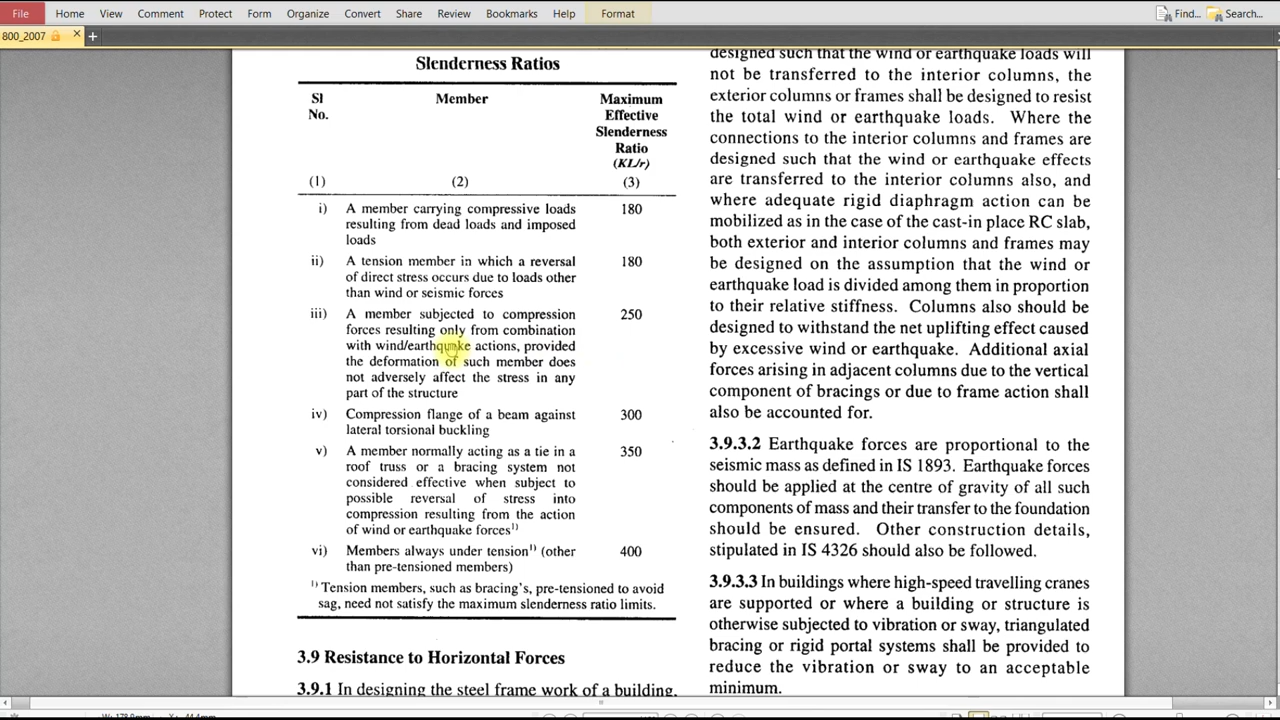 File Home View Comment Protect Form Organize Convert Share Review Bookmarks Help Format Find... Search...
800_2007
Slenderness Ratios
Sl No. Member Maximum Effective Slenderness Ratio (KL/r)
(1) (2) (3)
i) A member carrying compressive loads 180
resulting from dead loads and imposed
loads
ii) A tension member in which a reversal 180
of direct stress occurs due to loads other
than wind or seismic forces
iii) A member subjected to compression 250
forces resulting only from combination
with wind/earthquake actions, provided
the deformation of such member does
not adversely affect the stress in any
part of the structure
iv) Compression flange of a beam against 300
lateral torsional buckling
v) A member normally acting as a tie in a 350
roof truss or a bracing system not
considered effective when subject to
possible reversal of stress into
compression resulting from the action
of wind or earthquake forces¹⁾
vi) Members always under tension¹⁾ (other 400
than pre-tensioned members)
¹⁾ Tension members, such as bracing's, pre-tensioned to avoid
sag, need not satisfy the maximum slenderness ratio limits.
3.9 Resistance to Horizontal Forces
3.9.1 In designing the steel frame work of a building,
designed such that the wind or earthquake loads will
not be transferred to the interior columns, the
exterior columns or frames shall be designed to resist
the total wind or earthquake loads. Where the
connections to the interior columns and frames are
designed such that the wind or earthquake effects
are transferred to the interior columns also, and
where adequate rigid diaphragm action can be
mobilized as in the case of the cast-in place RC slab,
both exterior and interior columns and frames may
be designed on the assumption that the wind or
earthquake load is divided among them in proportion
to their relative stiffness. Columns also should be
designed to withstand the net uplifting effect caused
by excessive wind or earthquake. Additional axial
forces arising in adjacent columns due to the vertical
component of bracings or due to frame action shall
also be accounted for.
3.9.3.2 Earthquake forces are proportional to the
seismic mass as defined in IS 1893. Earthquake forces
should be applied at the centre of gravity of all such
components of mass and their transfer to the foundation
should be ensured. Other construction details,
stipulated in IS 4326 should also be followed.
3.9.3.3 In buildings where high-speed travelling cranes
are supported or where a building or structure is
otherwise subjected to vibration or sway, triangulated
bracing or rigid portal systems shall be provided to
reduce the vibration or sway to an acceptable
minimum.